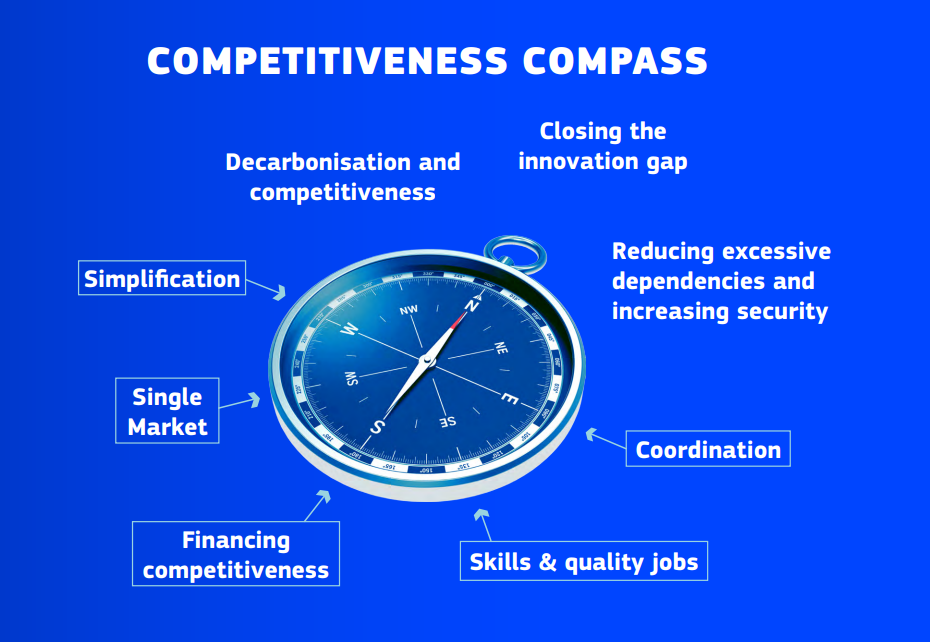 COMPETITIVENESS COMPASS
Closing the
innovation gap
Decarbonisation and
competitiveness
Reducing excessive
dependencies and
increasing security
Simplification
Single
Market
Coordination
Financing
competitiveness
Skills & quality jobs
N
NE
E
SE
S
SW
W
NW